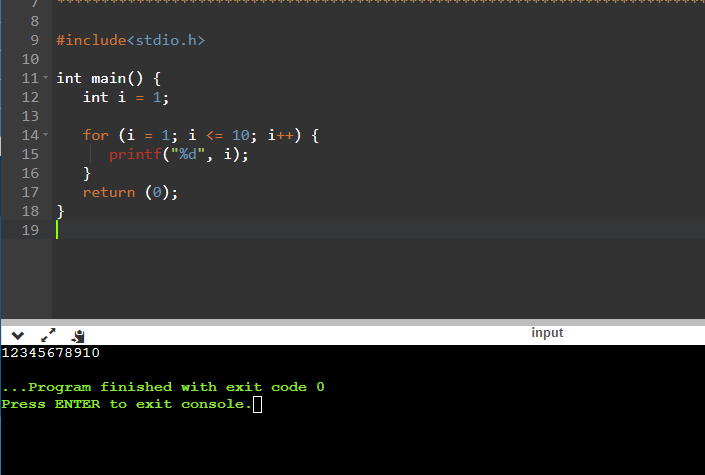 7 ******************************************************************************
8
9 #include<stdio.h>
10
11 int main() {
12    int i = 1;
13
14    for (i = 1; i <= 10; i++) {
15       printf("%d", i);
16    }
17    return (0);
18 }
19
input
12345678910
...Program finished with exit code 0
Press ENTER to exit console.